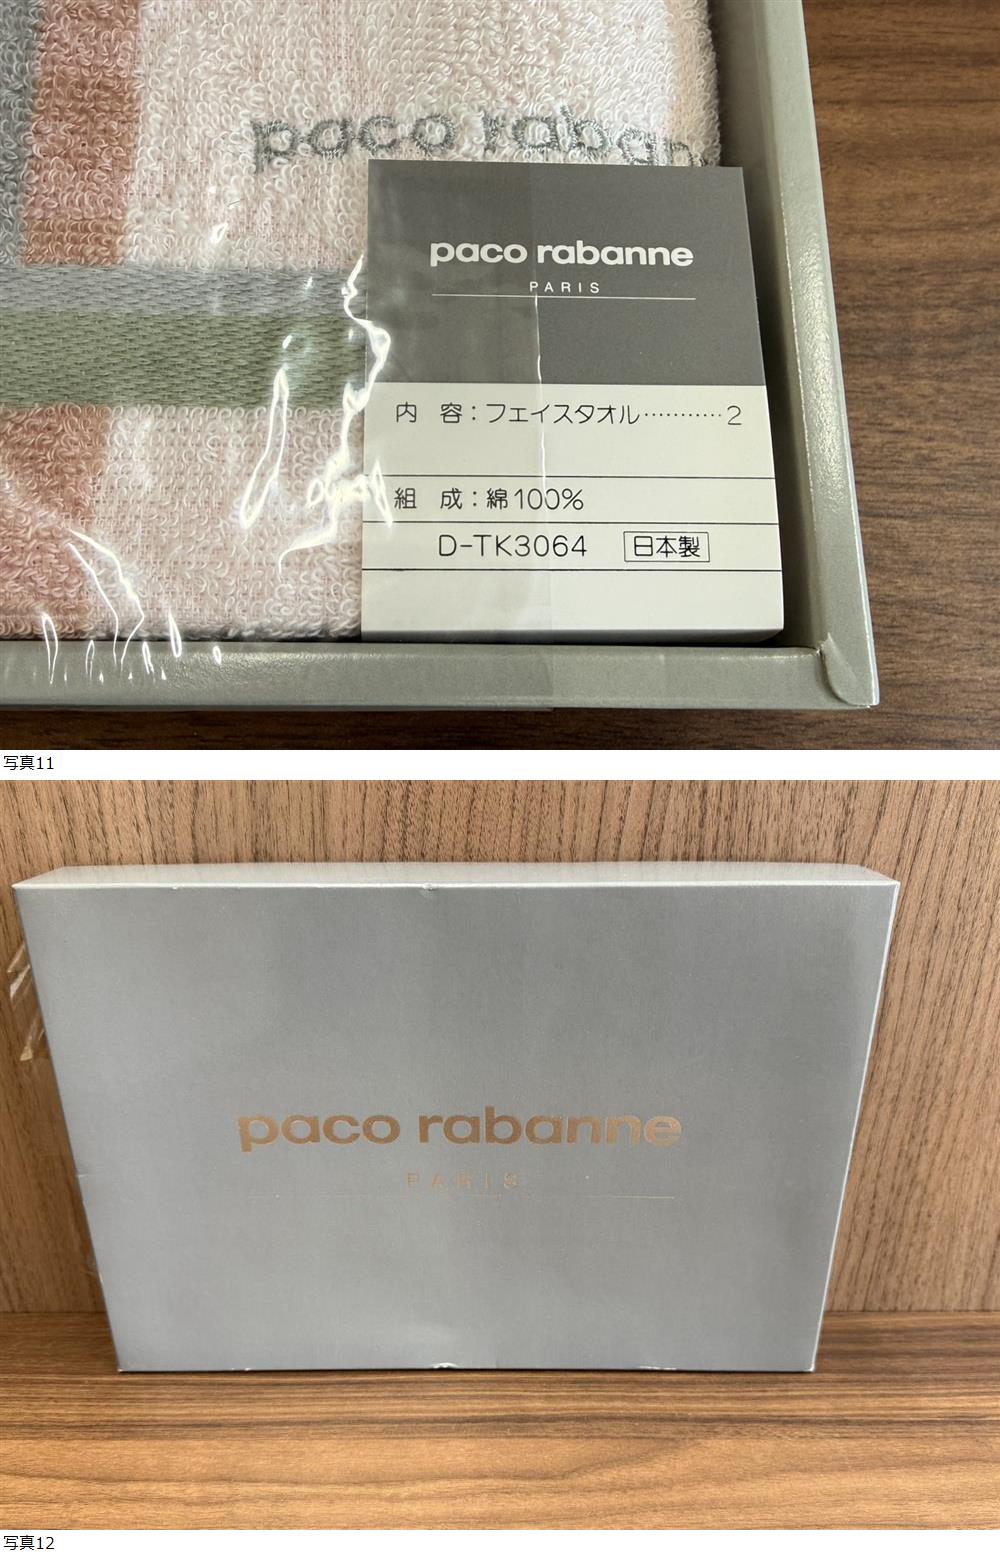 paco raban
paco rabanne
PARIS
内 容：フェイスタオル…………2
組 成：綿100%
D-TK3064 日本製
写真11
paco rabanne
PARIS
写真12